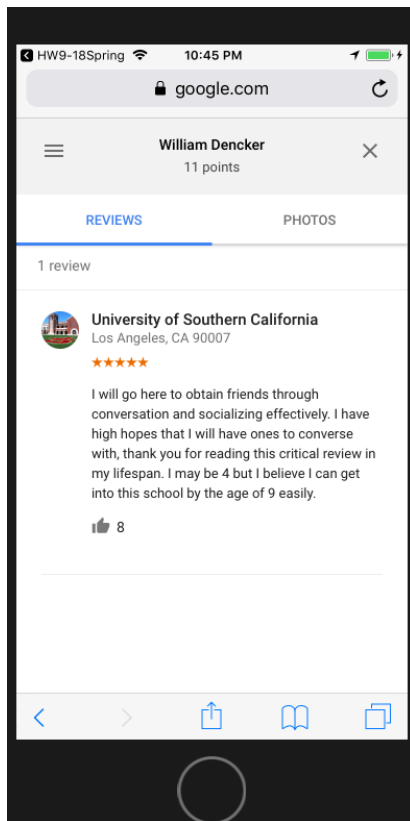 HW9-18Spring 10:45 PM
google.com
William Dencker
11 points
REVIEWS PHOTOS
1 review
University of Southern California
Los Angeles, CA 90007
★★★★★
I will go here to obtain friends through
conversation and socializing effectively. I have
high hopes that I will have ones to converse
with, thank you for reading this critical review in
my lifespan. I may be 4 but I believe I can get
into this school by the age of 9 easily.
8